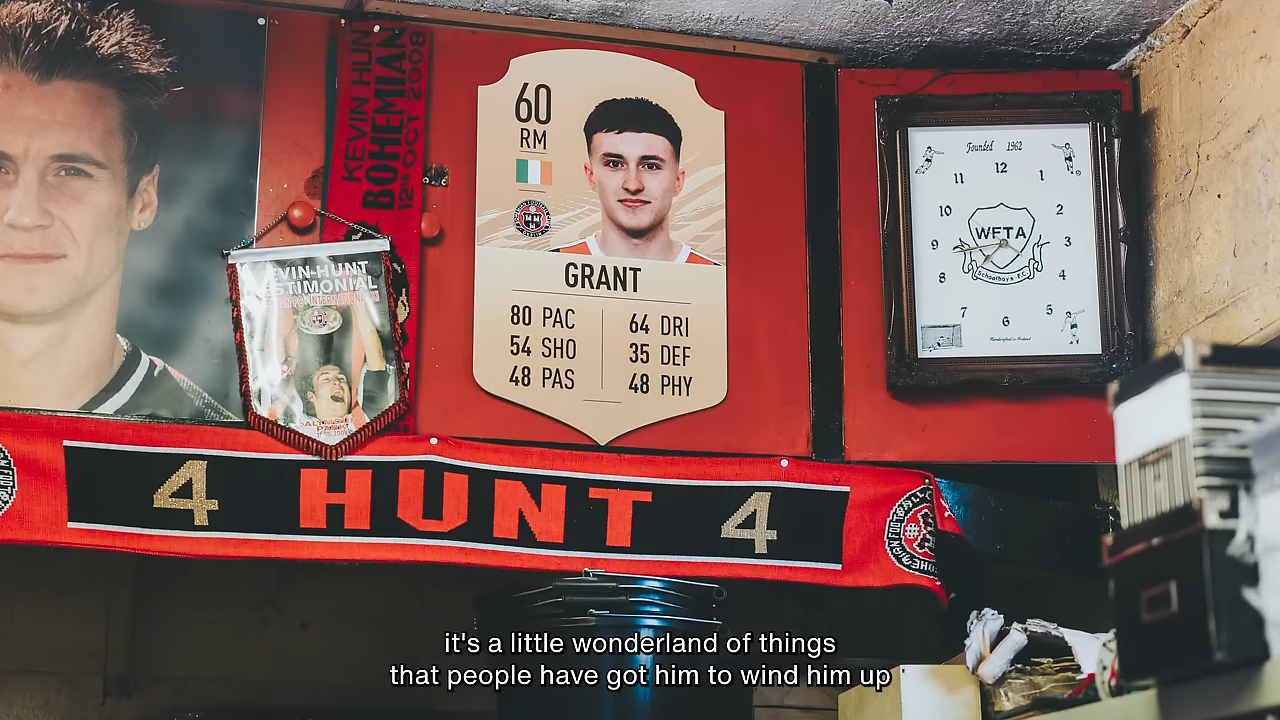 KEVIN HUNT
BOHEMIAN
12TH OCT 2008
KEVIN HUNT
TESTIMONIAL
60
RM
GRANT
80 PAC
54 SHO
48 PAS
64 DRI
35 DEF
48 PHY
Founded 1962
12
1
2
3
4
5
6
7
8
9
10
11
WFTA
Schoolboys F.C.
4 HUNT 4
it's a little wonderland of things
that people have got him to wind him up